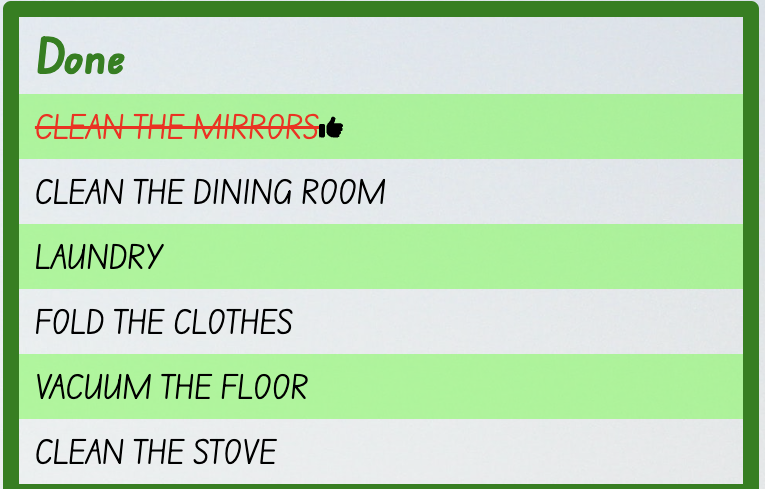 Done
CLEAN THE MIRRORS
CLEAN THE DINING ROOM
LAUNDRY
FOLD THE CLOTHES
VACUUM THE FLOOR
CLEAN THE STOVE